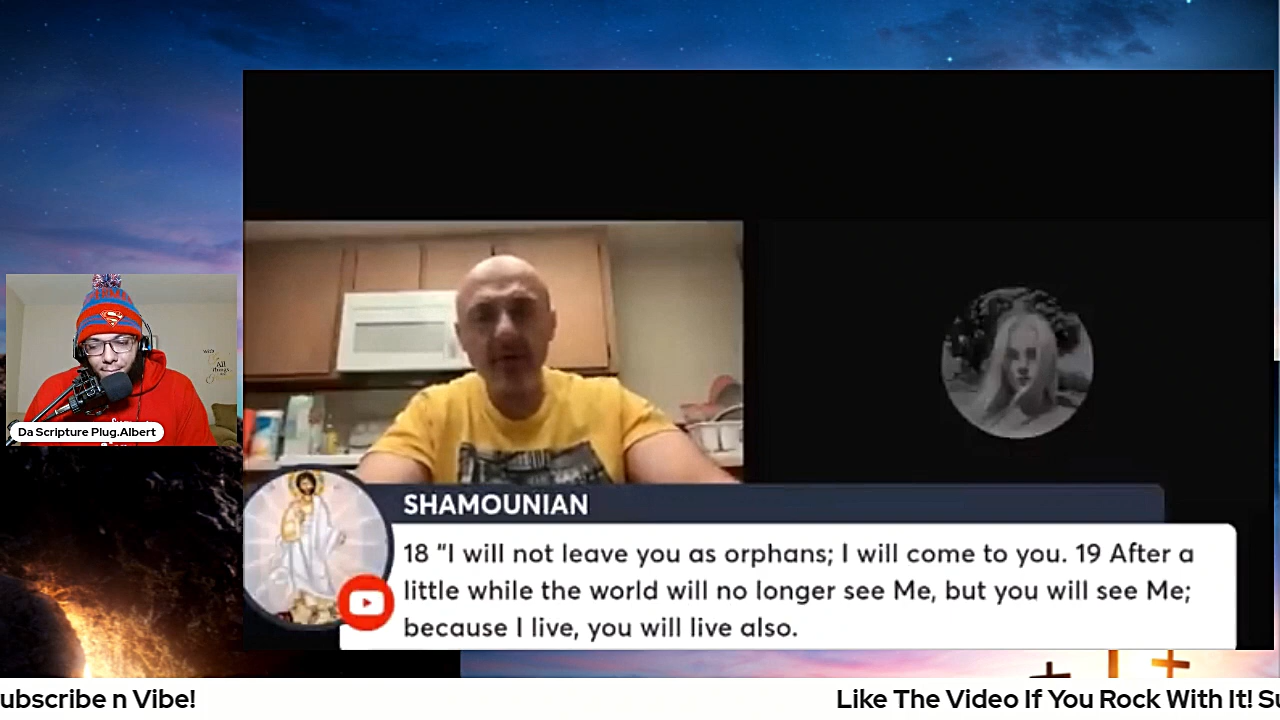 SHAMOUNIAN
18 “I will not leave you as orphans; I will come to you. 19 After a
little while the world will no longer see Me, but you will see Me;
because I live, you will live also.
Da Scripture Plug.Albert
ubscribe n Vibe!
Like The Video If You Rock With It! Su